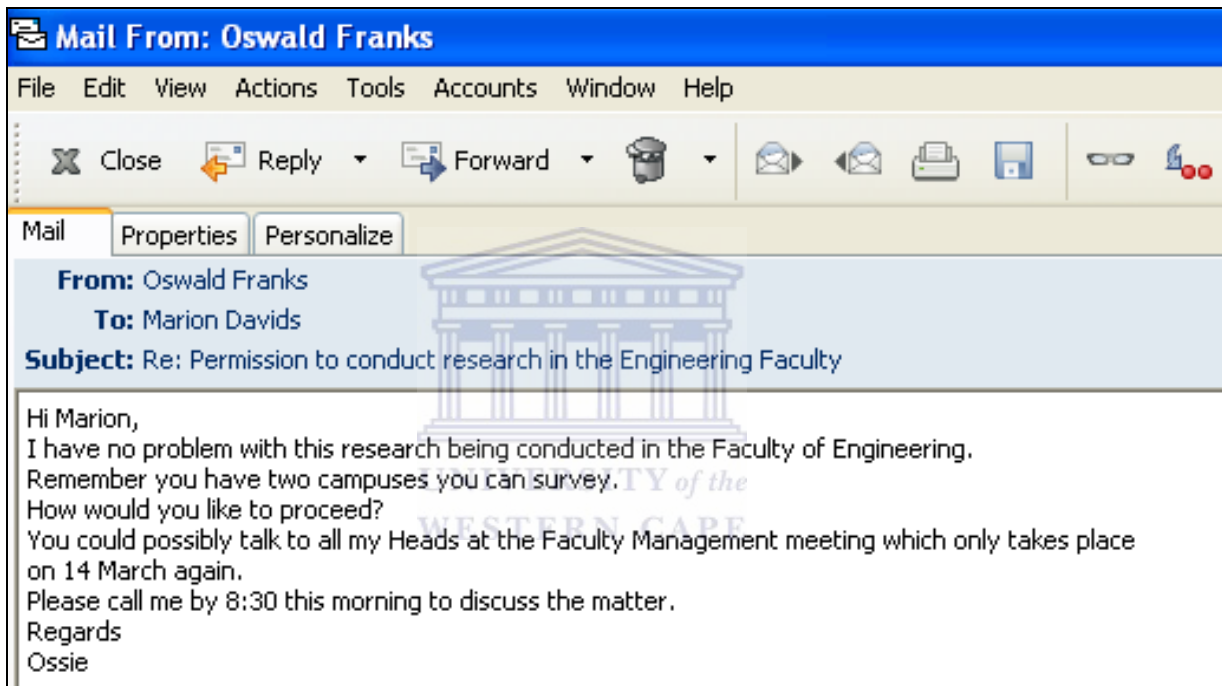 Mail From: Oswald Franks
File Edit View Actions Tools Accounts Window Help
Close Reply Forward
Mail Properties Personalize
From: Oswald Franks
To: Marion Davids
Subject: Re: Permission to conduct research in the Engineering Faculty
Hi Marion,
I have no problem with this research being conducted in the Faculty of Engineering.
Remember you have two campuses you can survey.
How would you like to proceed?
You could possibly talk to all my Heads at the Faculty Management meeting which only takes place
on 14 March again.
Please call me by 8:30 this morning to discuss the matter.
Regards
Ossie
UNIVERSITY of the
WESTERN CAPE